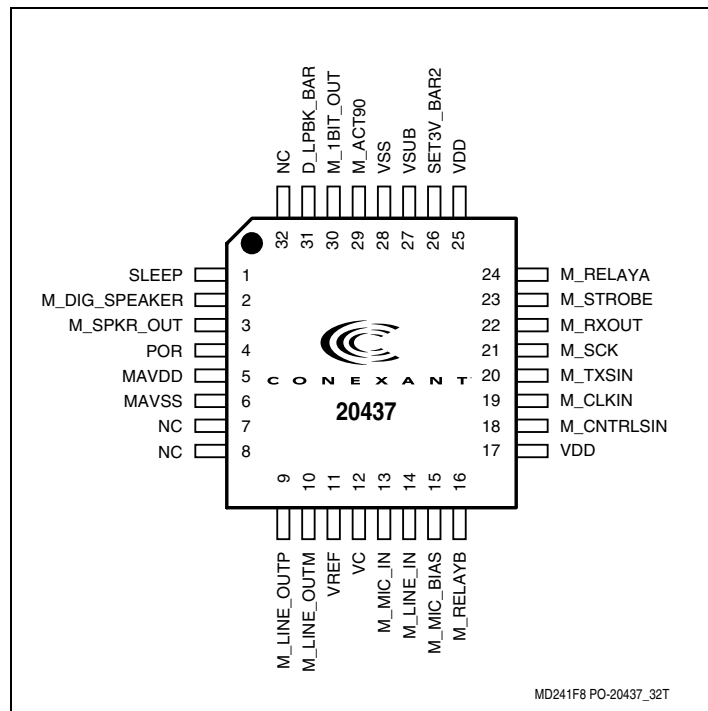 NC
D_LPBK_BAR
M_1BIT_OUT
M_ACT90
VSS
VSUB
SET3V_BAR2
VDD
32
31
30
29
28
27
26
25
SLEEP 1
M_DIG_SPEAKER 2
M_SPKR_OUT 3
POR 4
MAVDD 5
MAVSS 6
NC 7
NC 8
24 M_RELAYA
23 M_STROBE
22 M_RXOUT
21 M_SCK
20 M_TXSIN
19 M_CLKIN
18 M_CNTRLSIN
17 VDD
CONEXANT
20437
9
10
11
12
13
14
15
16
M_LINE_OUTP
M_LINE_OUTM
VREF
VC
M_MIC_IN
M_LINE_IN
M_MIC_BIAS
M_RELAYB
MD241F8 PO-20437_32T